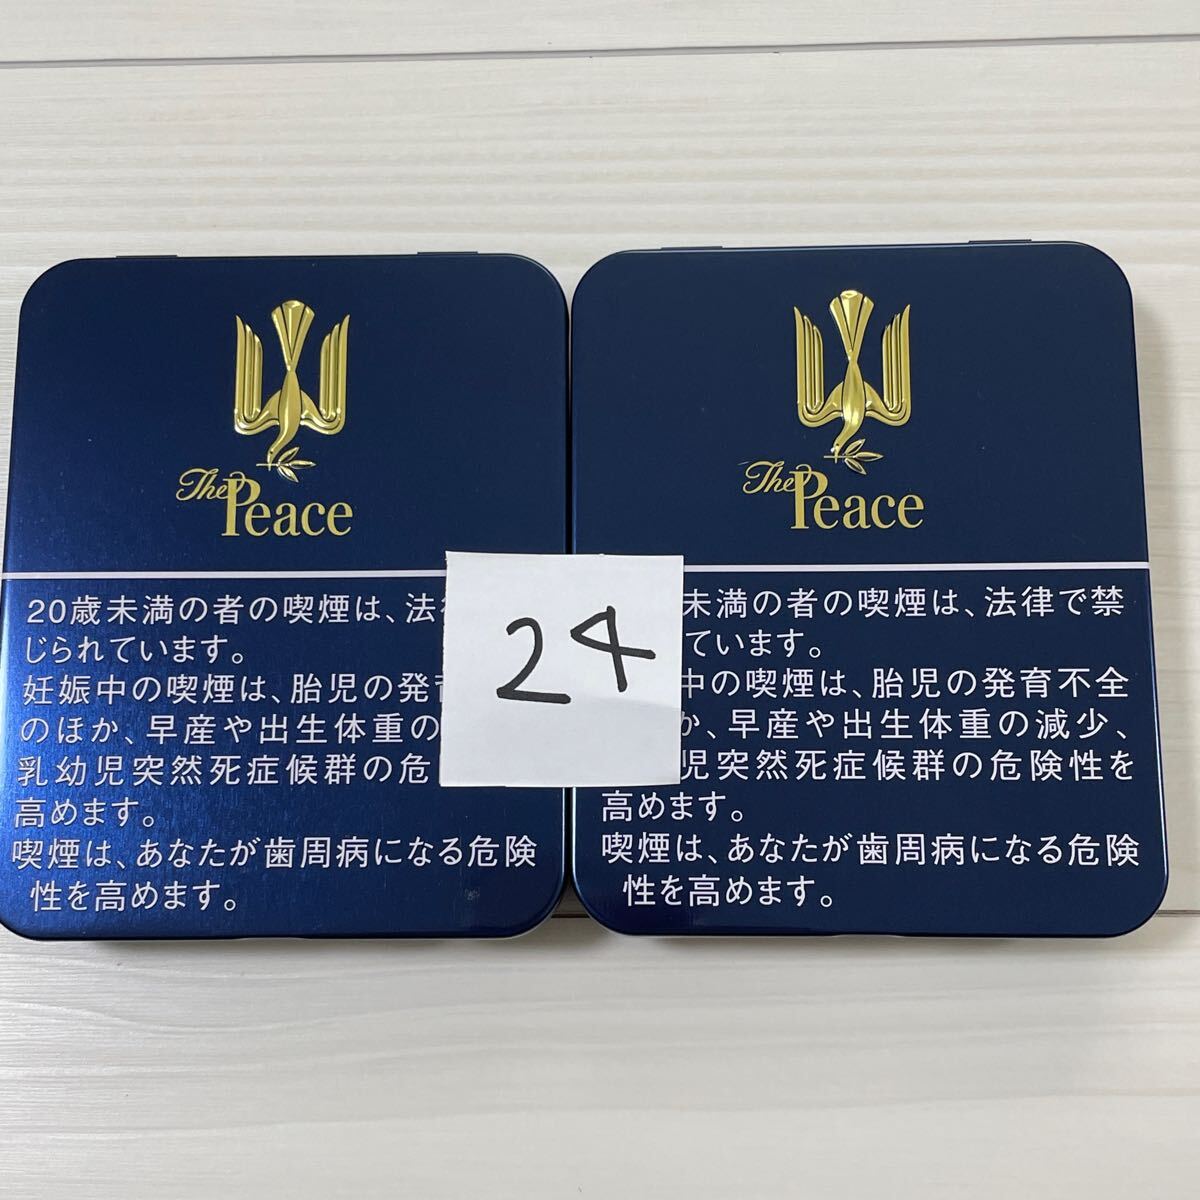 The Peace
20歳未満の者の喫煙は、法
じられています。
妊娠中の喫煙は、胎児の発
のほか、早産や出生体重の
乳幼児突然死症候群の危
高めます。
喫煙は、あなたが歯周病になる危険
性を高めます。
24
The Peace
未満の者の喫煙は、法律で禁
ています。
中の喫煙は、胎児の発育不全
か、早産や出生体重の減少、
児突然死症候群の危険性を
高めます。
喫煙は、あなたが歯周病になる危険
性を高めます。